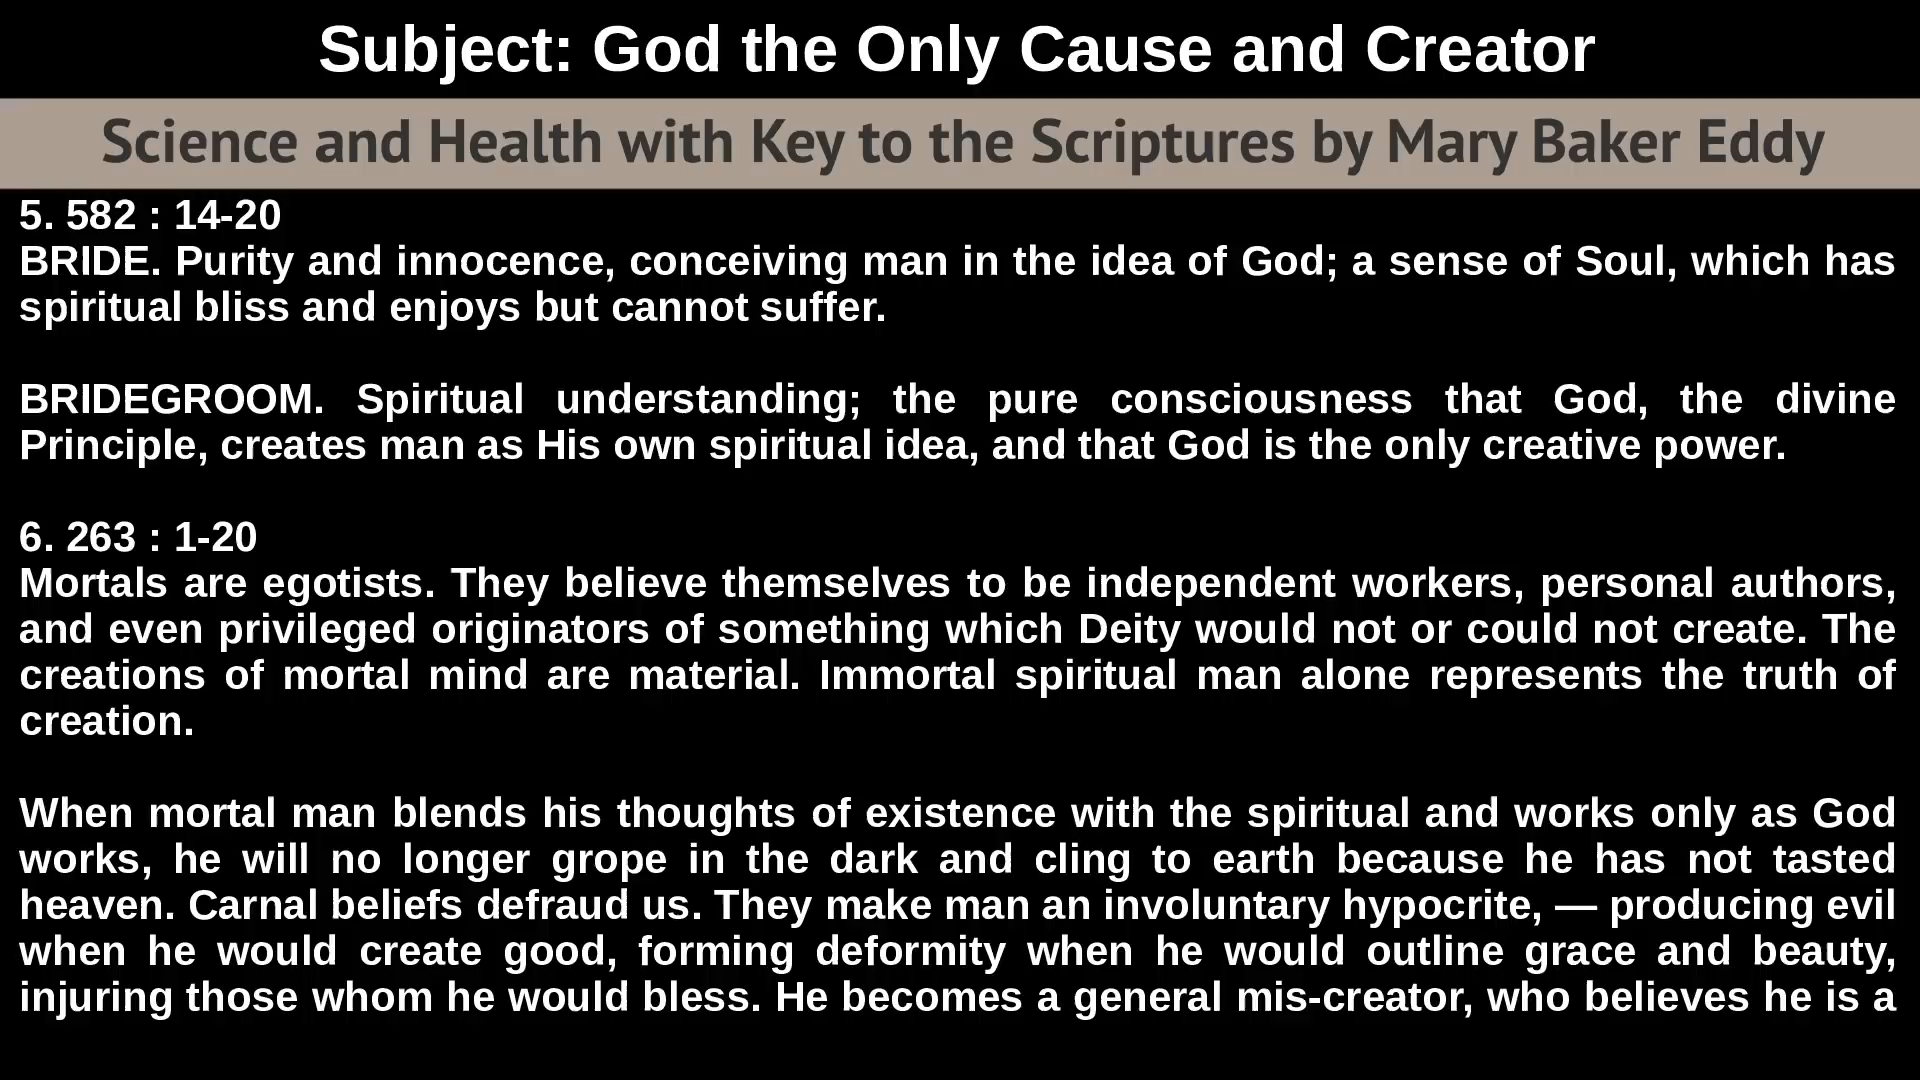 Subject: God the Only Cause and Creator
Science and Health with Key to the Scriptures by Mary Baker Eddy
5. 582 : 14-20
BRIDE. Purity and innocence, conceiving man in the idea of God; a sense of Soul, which has
spiritual bliss and enjoys but cannot suffer.
BRIDEGROOM. Spiritual understanding; the pure consciousness that God, the divine
Principle, creates man as His own spiritual idea, and that God is the only creative power.
6. 263 : 1-20
Mortals are egotists. They believe themselves to be independent workers, personal authors,
and even privileged originators of something which Deity would not or could not create. The
creations of mortal mind are material. Immortal spiritual man alone represents the truth of
creation.
When mortal man blends his thoughts of existence with the spiritual and works only as God
works, he will no longer grope in the dark and cling to earth because he has not tasted
heaven. Carnal beliefs defraud us. They make man an involuntary hypocrite, — producing evil
when he would create good, forming deformity when he would outline grace and beauty,
injuring those whom he would bless. He becomes a general mis-creator, who believes he is a